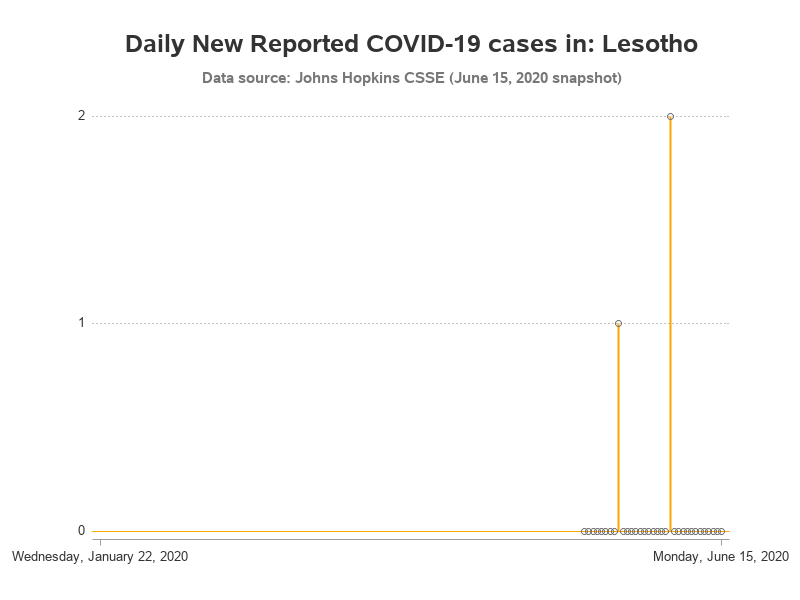 Daily New Reported COVID-19 cases in: Lesotho
Data source: Johns Hopkins CSSE (June 15, 2020 snapshot)
2
1
0
Wednesday, January 22, 2020
Monday, June 15, 2020